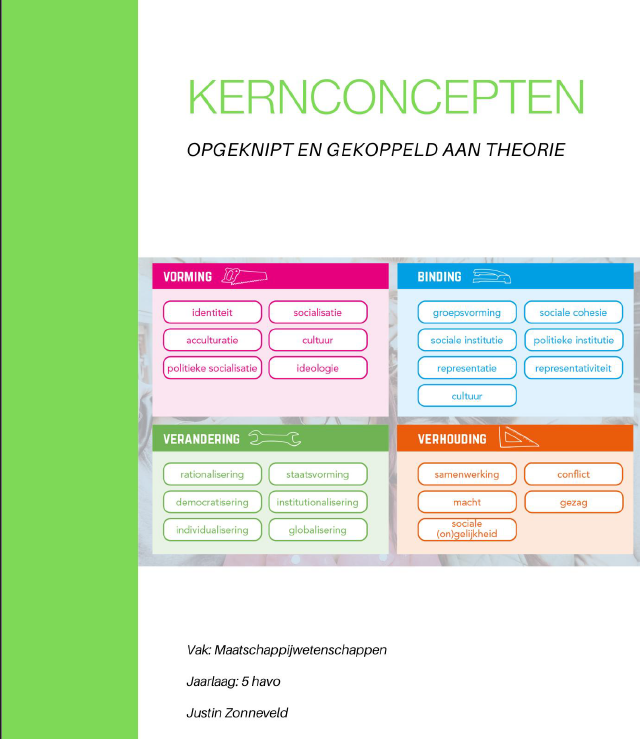 KERNCONCEPTEN
OPGEKNIPT EN GEKOPPELD AAN THEORIE
VORMING
identiteit
socialisatie
acculturatie
cultuur
politieke socialisatie
ideologie
BINDING
groepsvorming
sociale cohesie
sociale institutie
politieke institutie
representatie
representativiteit
cultuur
VERANDERING
rationalisering
staatsvorming
democratisering
institutionalisering
individualisering
globalisering
VERHOUDING
samenwerking
conflict
macht
gezag
sociale
(on)gelijkheid
Vak: Maatschappijwetenschappen
Jaarlaag: 5 havo
Justin Zonneveld